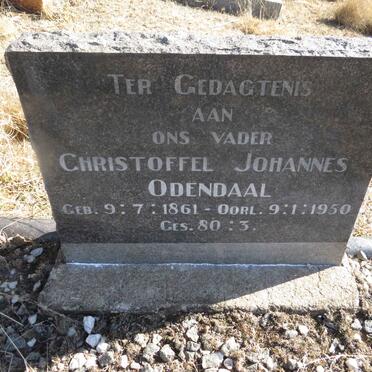 TER GEDAGTENIS
AAN
ONS VADER
CHRISTOFFEL JOHANNES
ODENDAAL
GEB. 9:7:1861 - OORL. 9:1:1950
GES. 80:3.